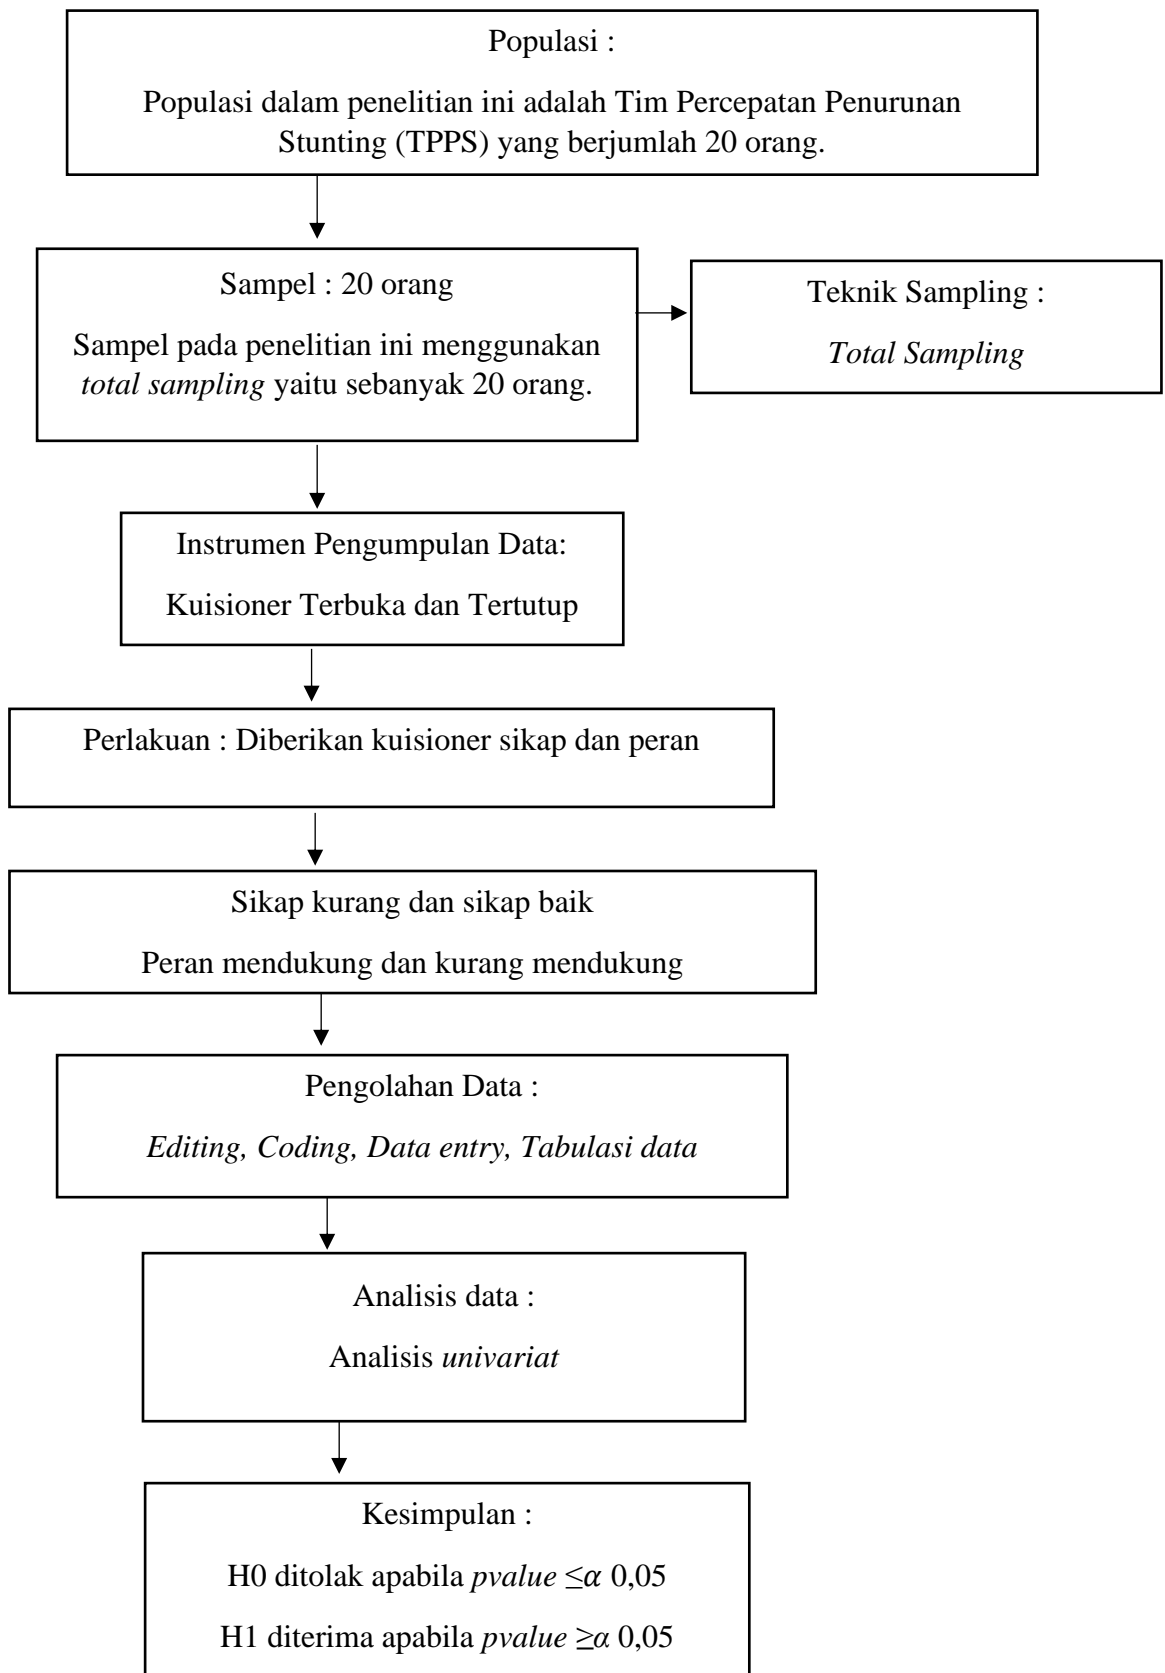 Populasi :
Populasi dalam penelitian ini adalah Tim Percepatan Penurunan
Stunting (TPPS) yang berjumlah 20 orang.
Sampel : 20 orang
Sampel pada penelitian ini menggunakan
total sampling yaitu sebanyak 20 orang.
Teknik Sampling :
Total Sampling
Instrumen Pengumpulan Data:
Kuisioner Terbuka dan Tertutup
Perlakuan : Diberikan kuisioner sikap dan peran
Sikap kurang dan sikap baik
Peran mendukung dan kurang mendukung
Pengolahan Data :
Editing, Coding, Data entry, Tabulasi data
Analisis data :
Analisis univariat
Kesimpulan :
H0 ditolak apabila pvalue ≤α 0,05
H1 diterima apabila pvalue ≥α 0,05